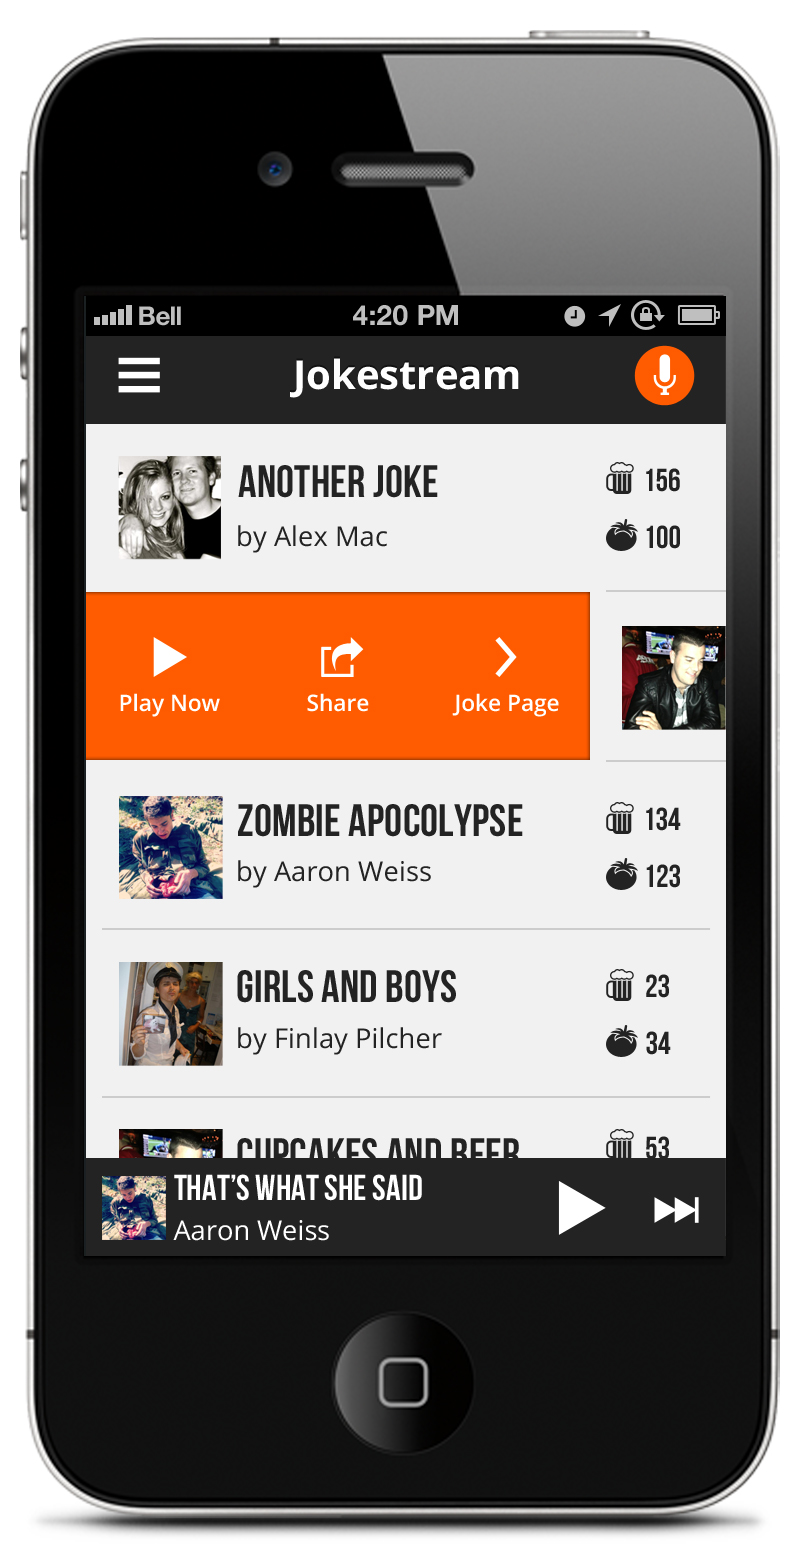 Bell 4:20 PM
Jokestream
ANOTHER JOKE 156
by Alex Mac 100
Play Now Share Joke Page
ZOMBIE APOCOLYPSE 134
by Aaron Weiss 123
GIRLS AND BOYS 23
by Finlay Pilcher 34
CUPCAKES AND BEER 53
THAT'S WHAT SHE SAID
Aaron Weiss